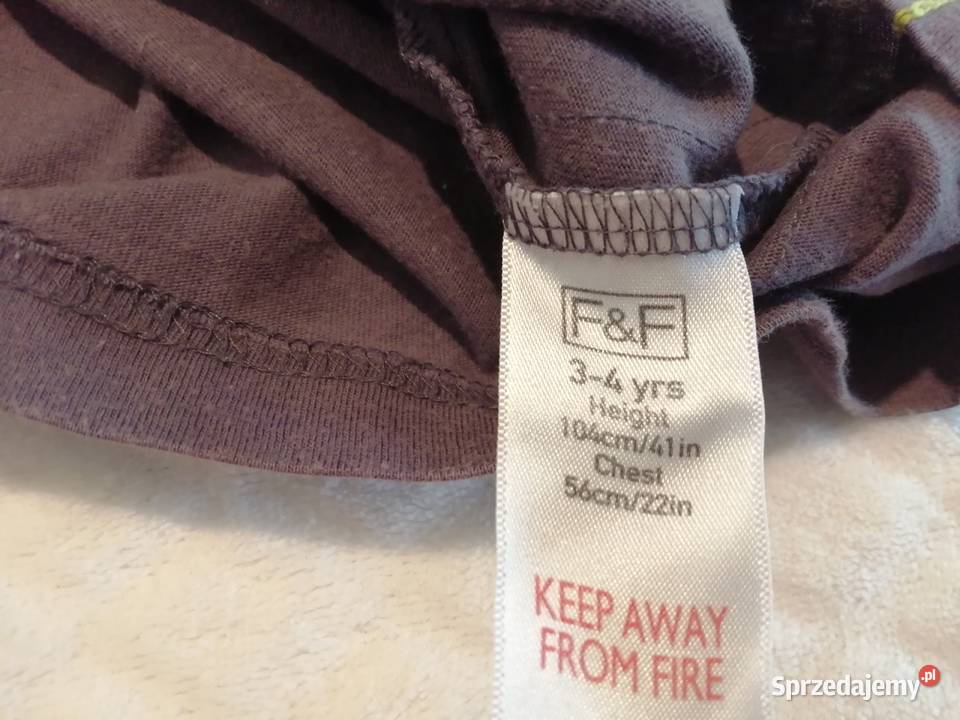 F&F
3-4 yrs
Height
104cm/41in
Chest
56cm/22in
KEEP AWAY
FROM FIRE
Sprzedajemy.pl